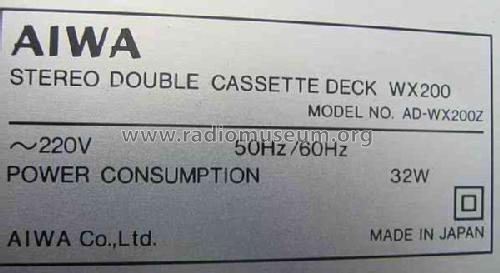 AIWA
STEREO DOUBLE CASSETTE DECK WX200
MODEL NO. AD-WX200Z
www.radiomuseum.org
~220V 50Hz/60Hz
POWER CONSUMPTION 32W
AIWA Co.,Ltd. MADE IN JAPAN